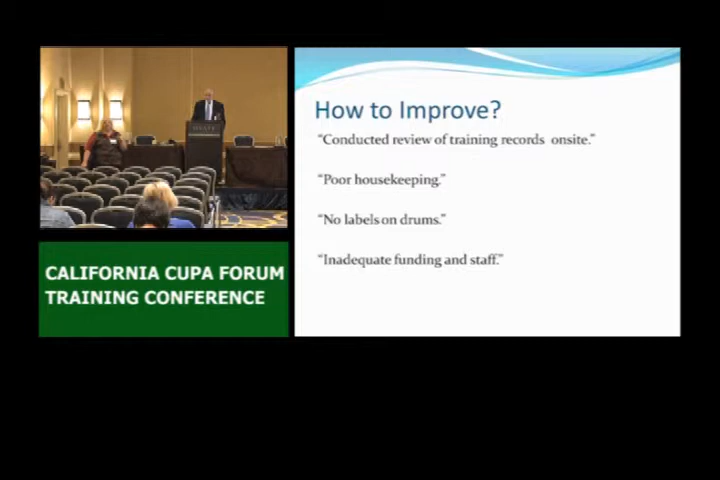 How to Improve?
“Conducted review of training records onsite.”
“Poor housekeeping.”
“No labels on drums.”
“Inadequate funding and staff.”
CALIFORNIA CUPA FORUM
TRAINING CONFERENCE